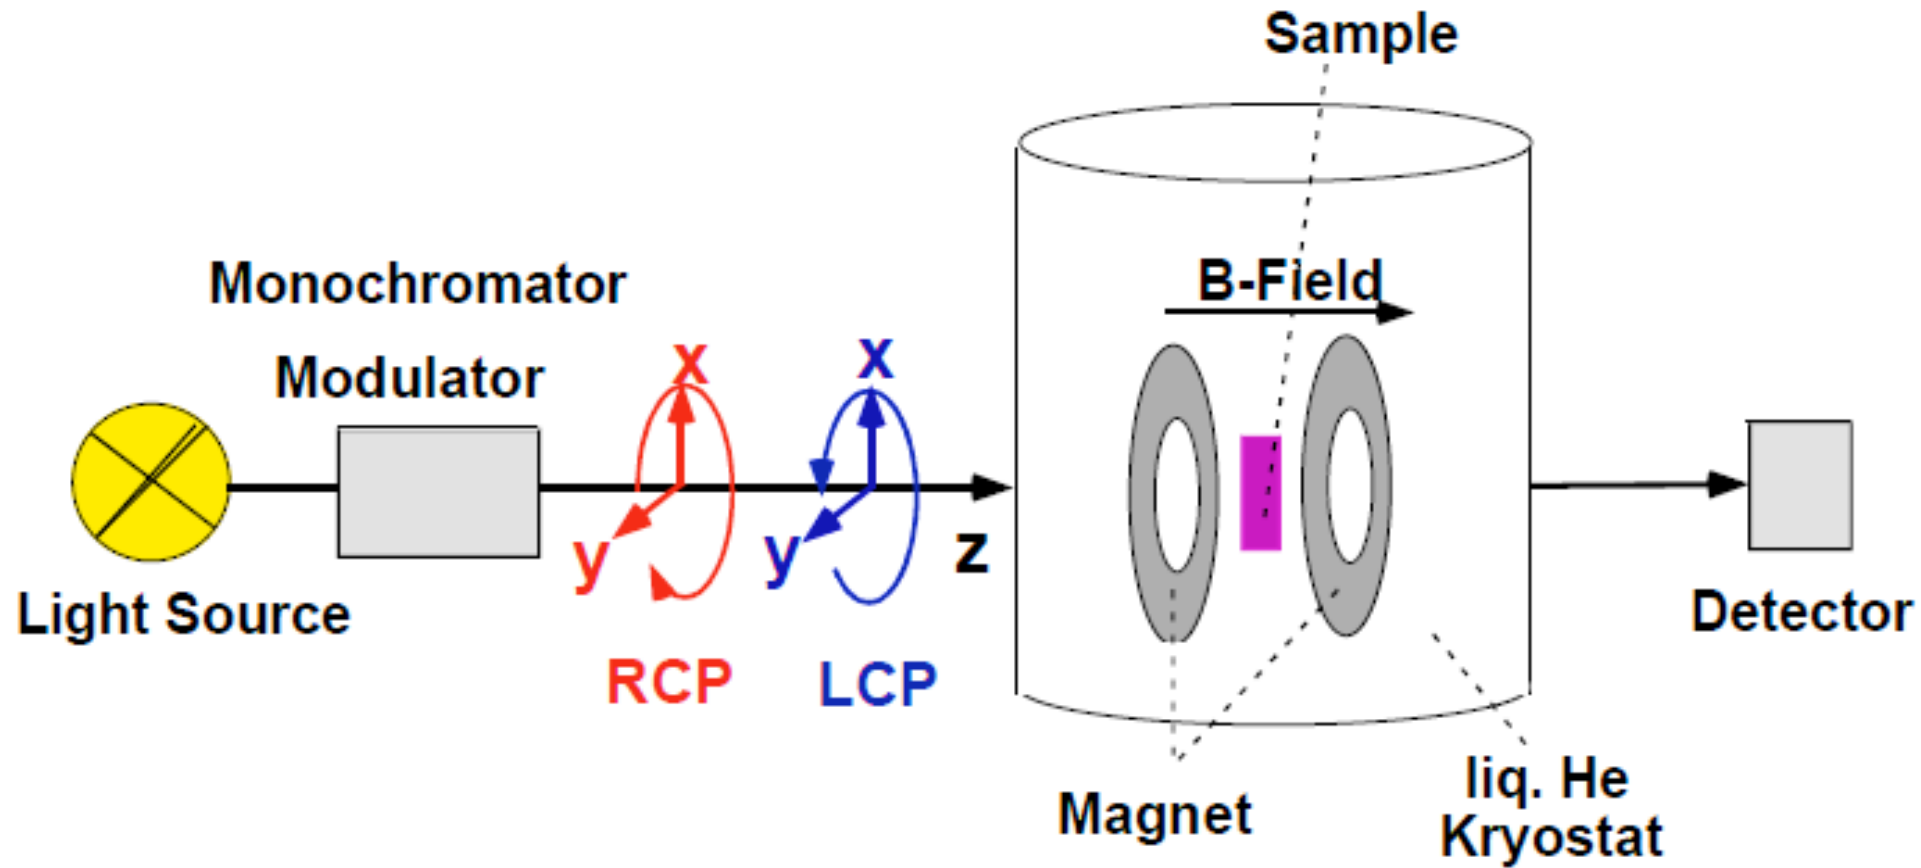 Sample
Monochromator
Modulator
B-Field
x
x
y
y
z
Light Source
RCP
LCP
Detector
Magnet
liq. He
Kryostat